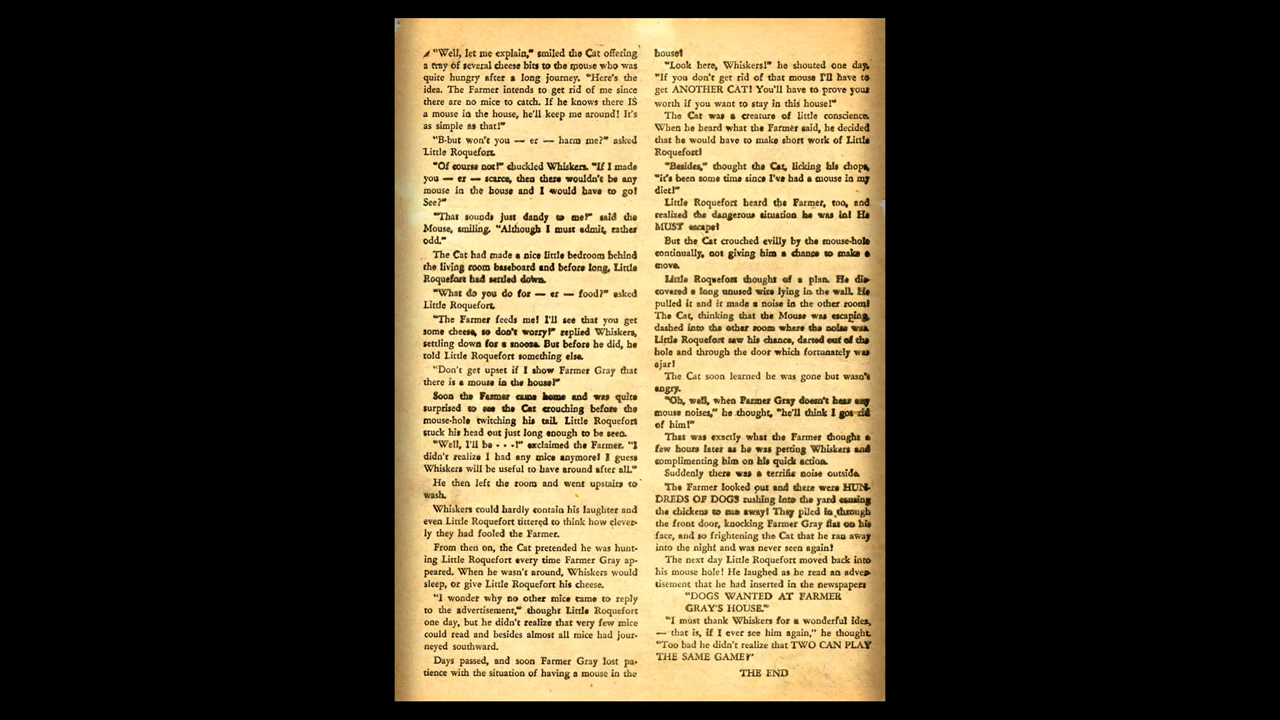 "Well, let me explain," smiled the Cat offering
a tray of several cheese bits to the mouse who was
quite hungry after a long journey. "Here's the
idea. The Farmer intends to get rid of me since
there are no mice to catch. If he knows there IS
a mouse in the house, he'll keep me around! It's
as simple as that!"
"B-but won't you — er — harm me?" asked
Little Roquefort.
"Of course not!" chuckled Whiskers. "If I made
you — er — scarce, then there wouldn't be any
mouse in the house and I would have to go!
See?"
"That sounds just dandy to me!" said the
Mouse, smiling. "Although I must admit, rather
odd."
The Cat had made a nice little bedroom behind
the living room baseboard and before long, Little
Roquefort had settled down.
"What do you do for — er — food?" asked
Little Roquefort.
"The Farmer feeds me! I'll see that you get
some cheese, so don't worry!" replied Whiskers,
settling down for a snooze. But before he did, he
told Little Roquefort something else.
"Don't get upset if I show Farmer Gray that
there is a mouse in the house!"
Soon the Farmer came home and was quite
surprised to see the Cat crouching before the
mouse-hole twitching his tail. Little Roquefort
stuck his head out just long enough to be seen.
"Well, I'll be . . .!" exclaimed the Farmer. "I
didn't realize I had any mice anymore! I guess
Whiskers will be useful to have around after all."
He then left the room and went upstairs to
wash.
Whiskers could hardly contain his laughter and
even Little Roquefort tittered to think how clever-
ly they had fooled the Farmer.
From then on, the Cat pretended he was hunt-
ing Little Roquefort every time Farmer Gray ap-
peared. When he wasn't around, Whiskers would
sleep, or give Little Roquefort his cheese.
"I wonder why no other mice came to reply
to the advertisement," thought Little Roquefort
one day, but he didn't realize that very few mice
could read and besides almost all mice had jour-
neyed southward.
Days passed, and soon Farmer Gray lost pa-
tience with the situation of having a mouse in the
house!
"Look here, Whiskers!" he shouted one day,
"If you don't get rid of that mouse I'll have to
get ANOTHER CAT! You'll have to prove your
worth if you want to stay in this house!"
The Cat was a creature of little conscience.
When he heard what the Farmer said, he decided
that he would have to make short work of Little
Roquefort!
"Besides," thought the Cat, licking his chops,
"it's been some time since I've had a mouse in my
diet!"
Little Roquefort heard the Farmer, too, and
realized the dangerous situation he was in! He
MUST escape!
But the Cat crouched evilly by the mouse-hole
continually, not giving him a chance to make a
move.
Little Roquefort thought of a plan. He dis-
covered a long unused wire lying in the wall. He
pulled it and it made a noise in the other room!
The Cat, thinking that the Mouse was escaping,
dashed into the other room where the noise was.
Little Roquefort saw his chance, darted out of the
hole and through the door which fortunately was
ajar!
The Cat soon learned he was gone but wasn't
angry.
"Oh, well, when Farmer Gray doesn't hear any
mouse noises," he thought, "he'll think I got rid
of him!"
That was exactly what the Farmer thought a
few hours later as he was petting Whiskers and
complimenting him on his quick action.
Suddenly there was a terrific noise outside.
The Farmer looked out and there were HUN-
DREDS OF DOGS rushing into the yard causing
the chickens to run away! They piled in through
the front door, knocking Farmer Gray flat on his
face, and so frightening the Cat that he ran away
into the night and was never seen again!
The next day Little Roquefort moved back into
his mouse hole! He laughed as he read an adver-
tisement that he had inserted in the newspapers
"DOGS WANTED AT FARMER
GRAY'S HOUSE."
"I must thank Whiskers for a wonderful idea,
— that is, if I ever see him again," he thought.
"Too bad he didn't realize that TWO CAN PLAY
THE SAME GAME!"
THE END